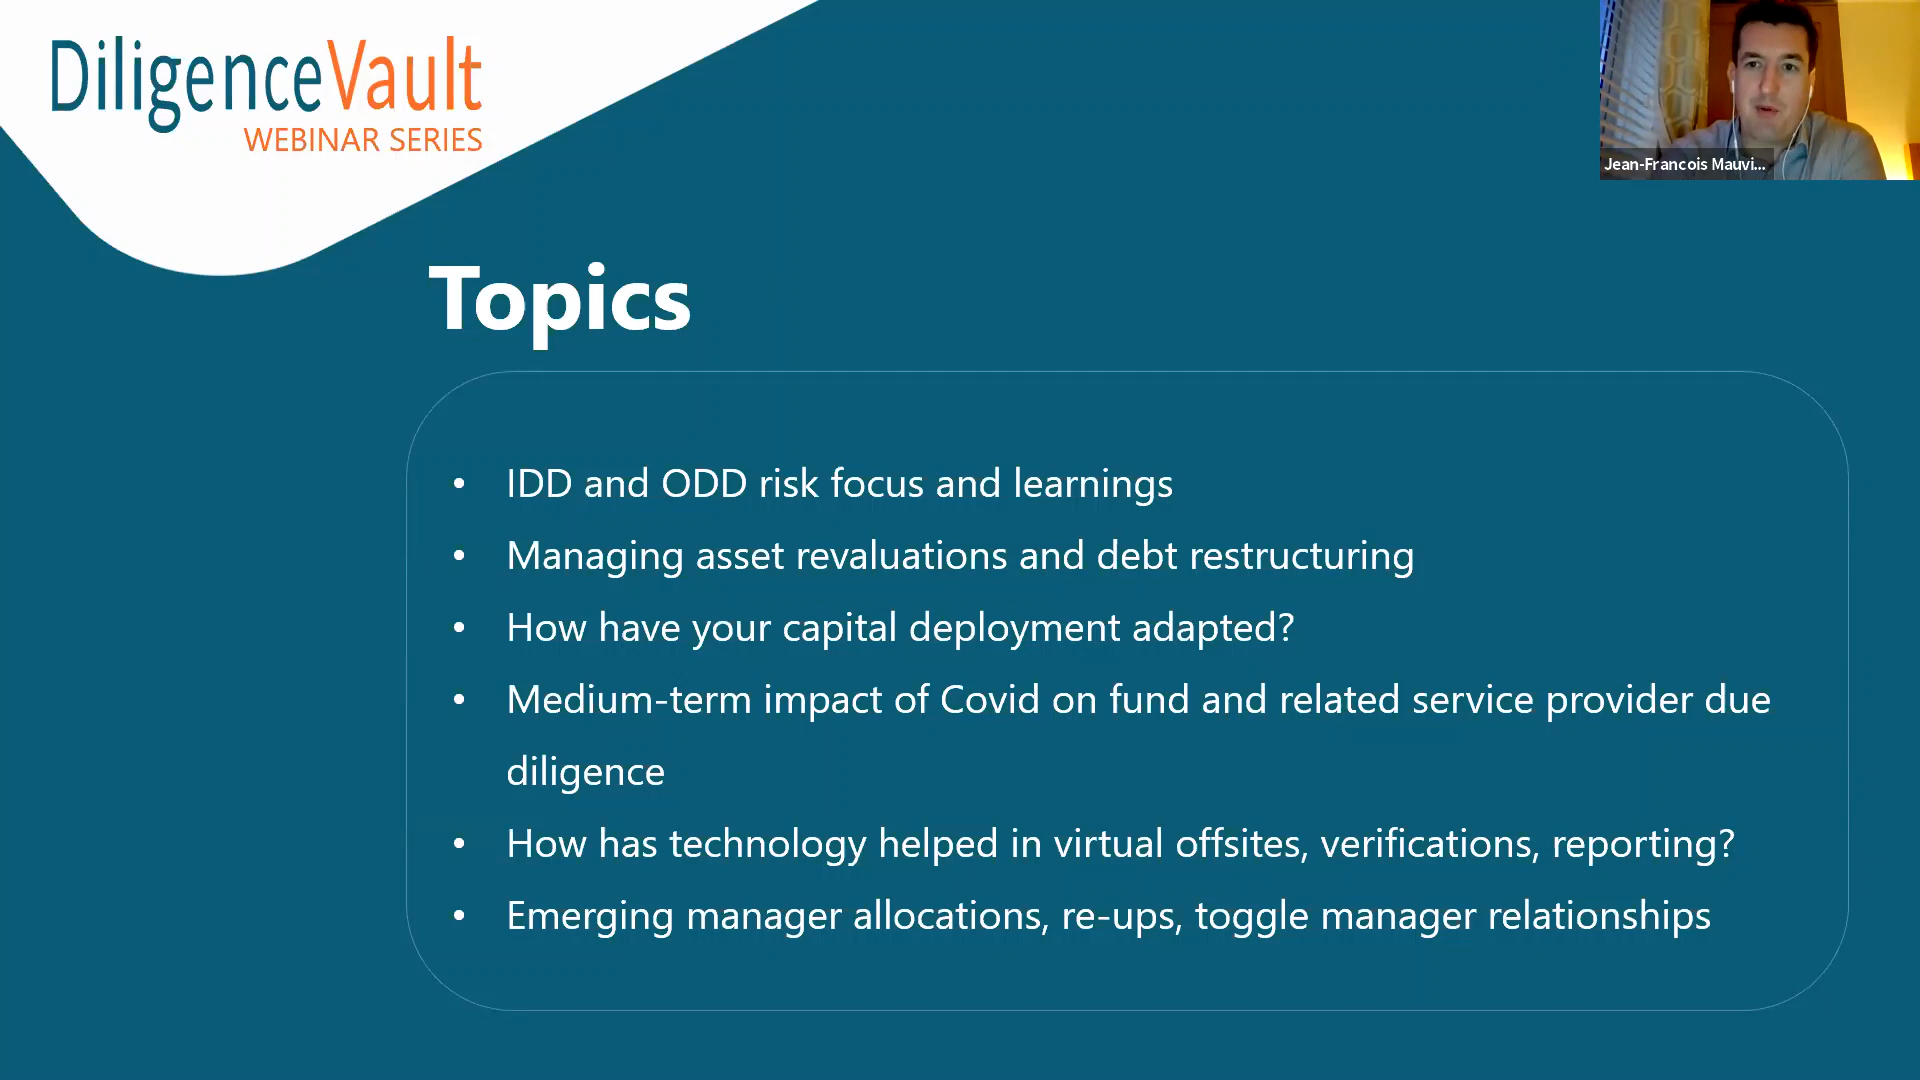 DiligenceVault
WEBINAR SERIES
Jean-Francois Mauvi...
Topics
• IDD and ODD risk focus and learnings
• Managing asset revaluations and debt restructuring
• How have your capital deployment adapted?
• Medium-term impact of Covid on fund and related service provider due
diligence
• How has technology helped in virtual offsites, verifications, reporting?
• Emerging manager allocations, re-ups, toggle manager relationships